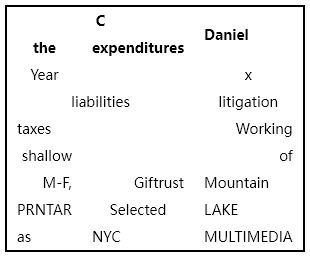 C Daniel
the expenditures
Year x
liabilities litigation
taxes Working
shallow of
M-F, Giftrust Mountain
PRNTAR Selected LAKE
as NYC MULTIMEDIA